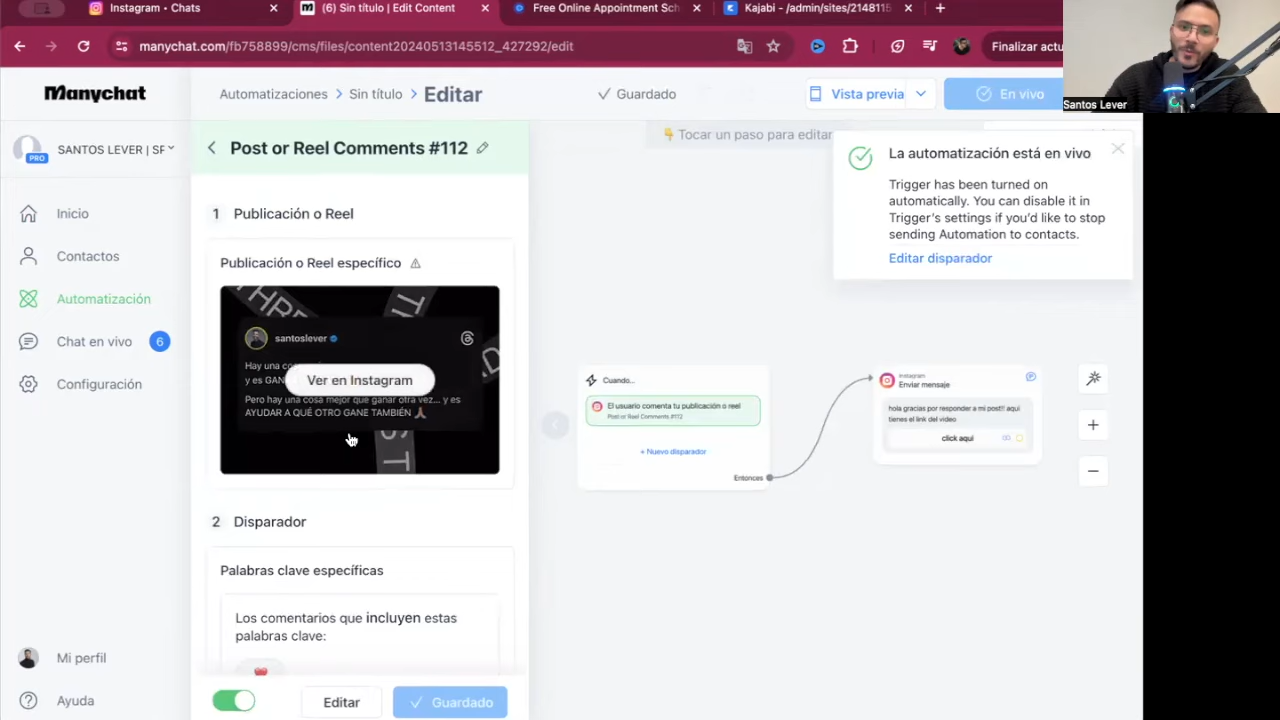 Instagram • Chats
(6) Sin título | Edit Content
Free Online Appointment Sch
Kajabi - /admin/sites/2148115
manychat.com/fb758899/cms/files/content20240513145512_427292/edit
Finalizar actu
Manychat
Automatizaciones > Sin título > Editar
Guardado
Vista previa
En vivo
Santos Lever
SANTOS LEVER | SF
PRO
Inicio
Contactos
Automatización
Chat en vivo 6
Configuración
Mi perfil
Ayuda
Post or Reel Comments #112
1 Publicación o Reel
Publicación o Reel específico
santoslever
Hay una co
y es GAN
Ver en Instagram
Pero hay una cosa mejor que ganar otra vez... y es
AYUDAR A QUÉ OTRO GANE TAMBIÉN 🙏🏽
2 Disparador
Palabras clave específicas
Los comentarios que incluyen estas
palabras clave:
❤️
Editar
Guardado
👇 Tocar un paso para editar
La automatización está en vivo
Trigger has been turned on
automatically. You can disable it in
Trigger's settings if you'd like to stop
sending Automation to contacts.
Editar disparador
Cuando...
El usuario comenta tu publicación o reel
Post or Reel Comments #112
+ Nuevo disparador
Entonces
Instagram
Enviar mensaje
hola gracias por responder a mi post!! aqui
tienes el link del video
click aqui